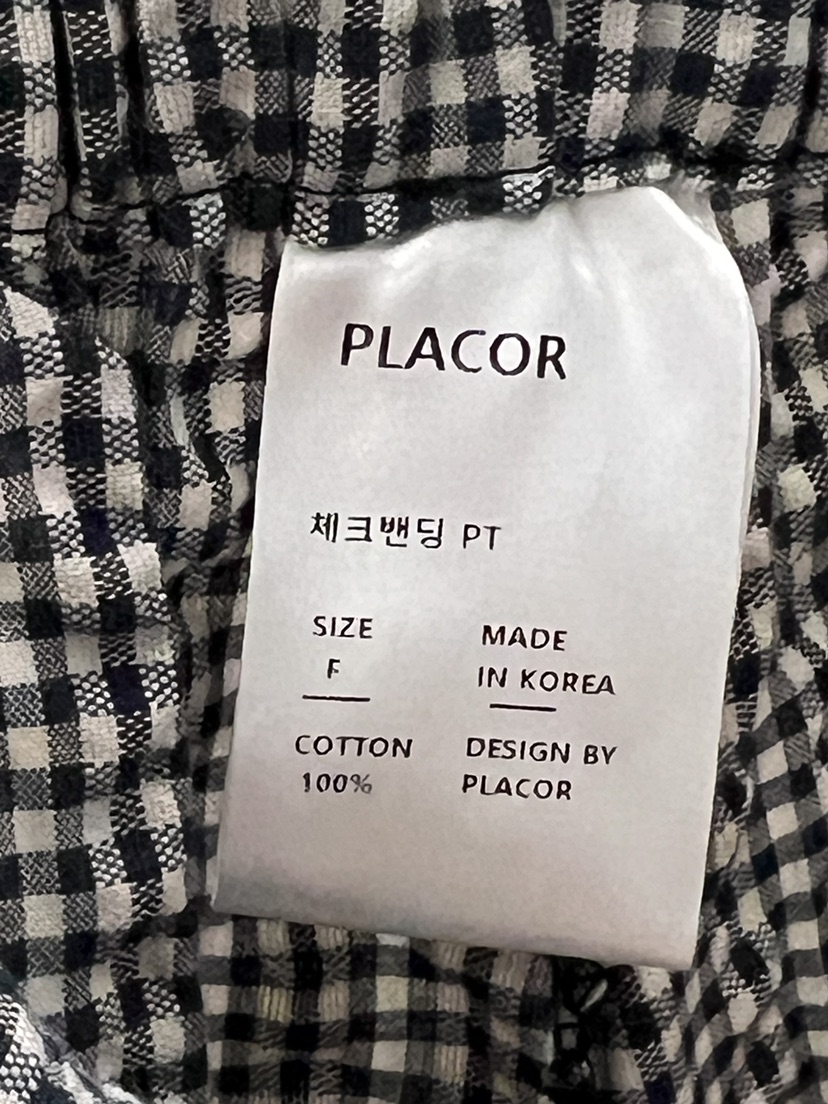 PLACOR
체크밴딩 PT
SIZE
F
MADE
IN KOREA
COTTON
100%
DESIGN BY
PLACOR